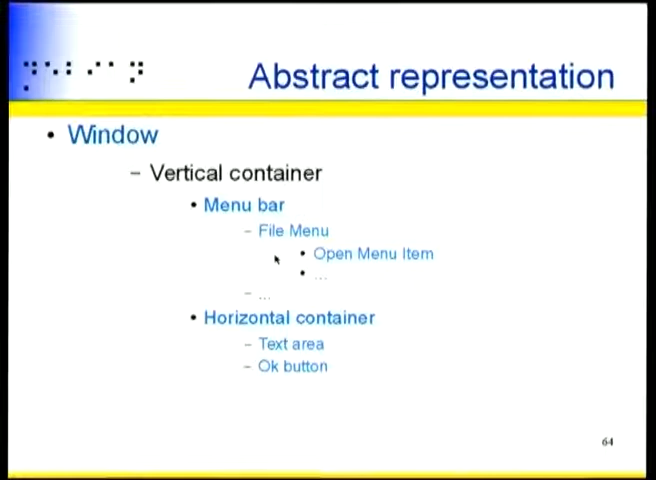 Abstract representation
• Window
– Vertical container
• Menu bar
– File Menu
• Open Menu Item
• ...
– ...
• Horizontal container
– Text area
– Ok button
64